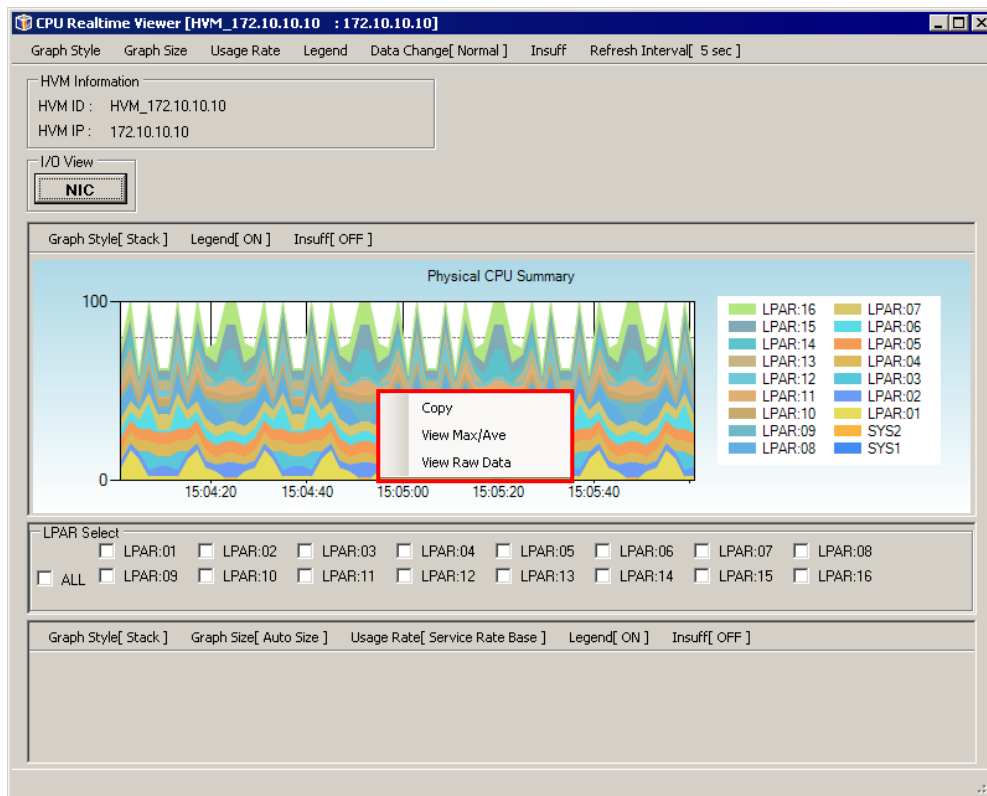 CPU Realtime Viewer [HVM_172.10.10.10   : 172.10.10.10]
Graph Style   Graph Size   Usage Rate   Legend   Data Change[ Normal ]   Insuff   Refresh Interval[ 5 sec ]
HVM Information
HVM ID :   HVM_172.10.10.10
HVM IP :   172.10.10.10
I/O View
NIC
Graph Style[ Stack ]   Legend[ ON ]   Insuff[ OFF ]
Physical CPU Summary
100
0
15:04:20   15:04:40   15:05:00   15:05:20   15:05:40
LPAR:16   LPAR:07
LPAR:15   LPAR:06
LPAR:14   LPAR:05
LPAR:13   LPAR:04
LPAR:12   LPAR:03
LPAR:11   LPAR:02
LPAR:10   LPAR:01
LPAR:09   SYS2
LPAR:08   SYS1
Copy
View Max/Ave
View Raw Data
LPAR Select
LPAR:01   LPAR:02   LPAR:03   LPAR:04   LPAR:05   LPAR:06   LPAR:07   LPAR:08
ALL   LPAR:09   LPAR:10   LPAR:11   LPAR:12   LPAR:13   LPAR:14   LPAR:15   LPAR:16
Graph Style[ Stack ]   Graph Size[ Auto Size ]   Usage Rate[ Service Rate Base ]   Legend[ ON ]   Insuff[ OFF ]